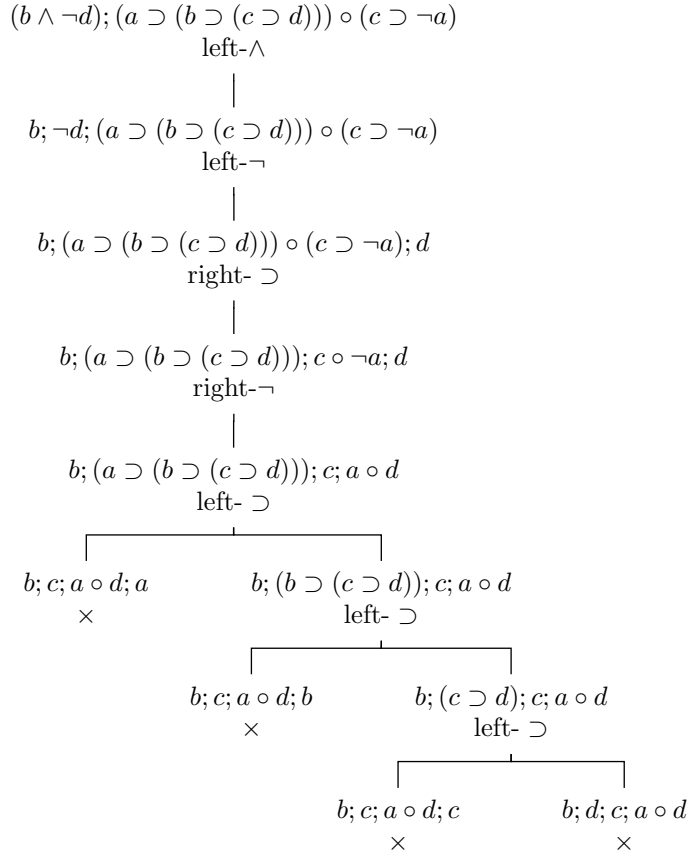 (b ∧ ¬d); (a ⊃ (b ⊃ (c ⊃ d))) ∘ (c ⊃ ¬a)
left-∧
b; ¬d; (a ⊃ (b ⊃ (c ⊃ d))) ∘ (c ⊃ ¬a)
left-¬
b; (a ⊃ (b ⊃ (c ⊃ d))) ∘ (c ⊃ ¬a); d
right- ⊃
b; (a ⊃ (b ⊃ (c ⊃ d))); c ∘ ¬a; d
right-¬
b; (a ⊃ (b ⊃ (c ⊃ d))); c; a ∘ d
left- ⊃
b; c; a ∘ d; a
×
b; (b ⊃ (c ⊃ d)); c; a ∘ d
left- ⊃
b; c; a ∘ d; b
×
b; (c ⊃ d); c; a ∘ d
left- ⊃
b; c; a ∘ d; c
×
b; d; c; a ∘ d
×